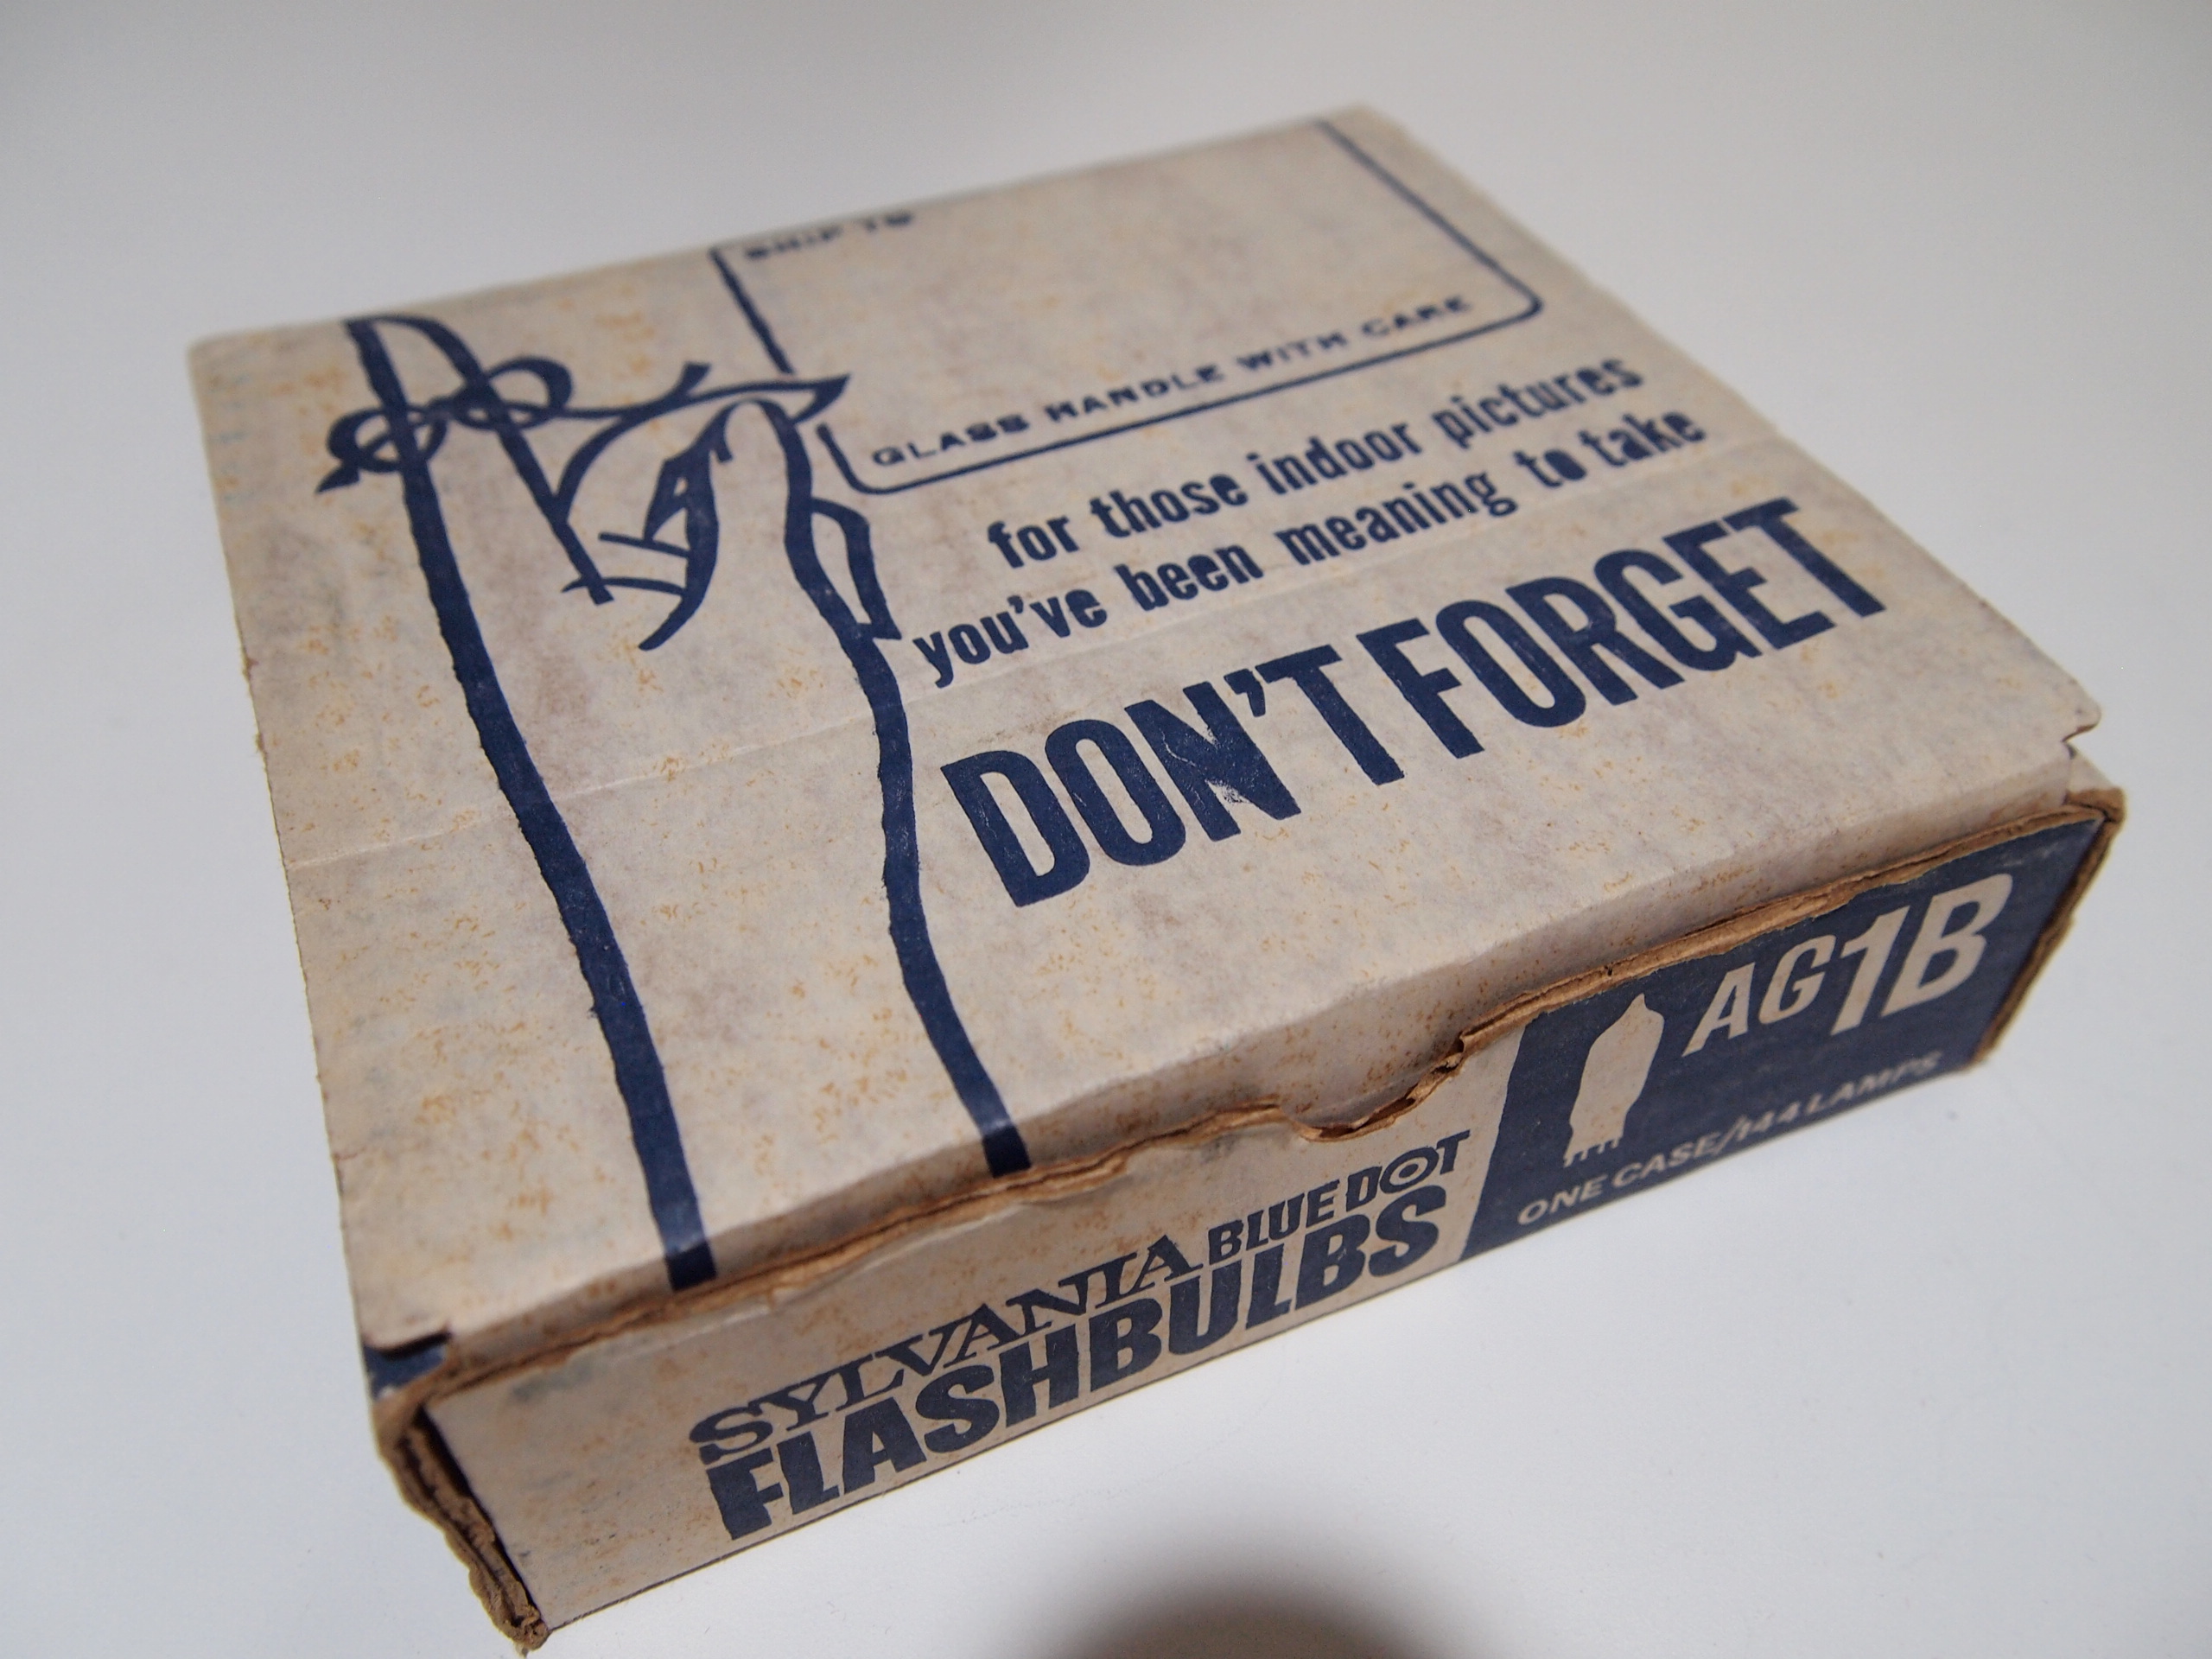 SHIP TO
GLASS HANDLE WITH CARE
for those indoor pictures
you've been meaning to take
DON'T FORGET
SYLVANIA BLUE DOT
FLASHBULBS
AG1B
ONE CASE/144 LAMPS